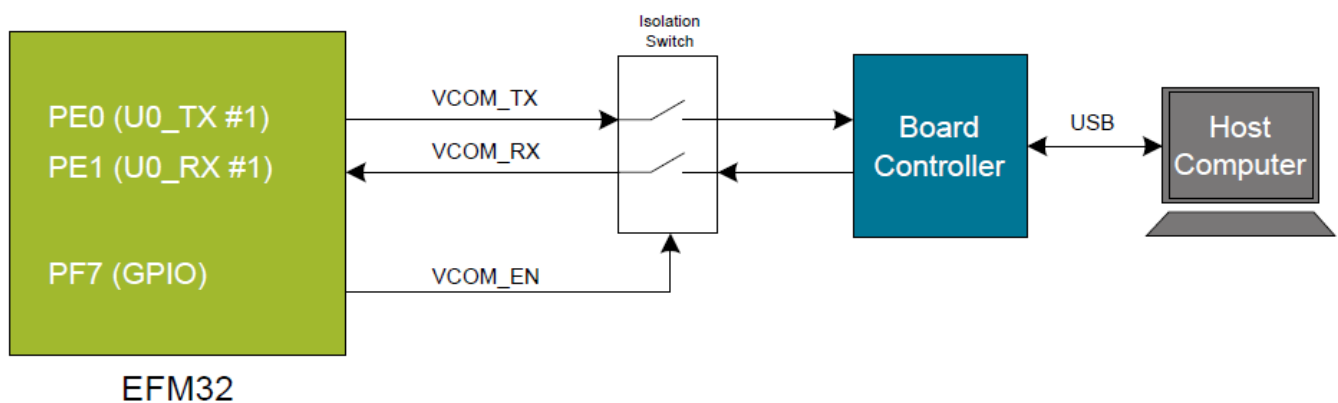 Isolation
Switch
PE0 (U0_TX #1)
VCOM_TX
PE1 (U0_RX #1)
VCOM_RX
Board
Controller
USB
Host
Computer
PF7 (GPIO)
VCOM_EN
EFM32